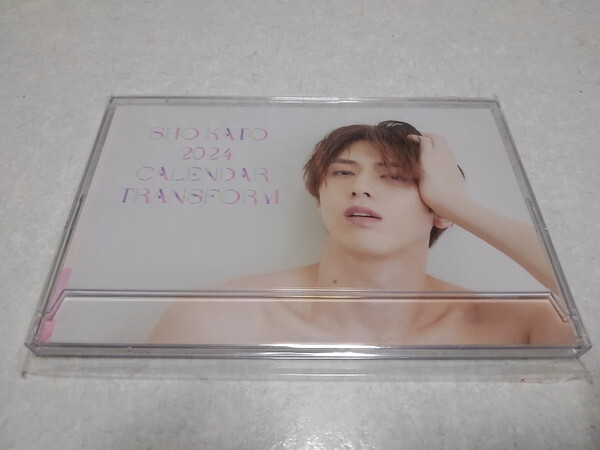 SHO KATO
2024
CALENDAR
TRANSFORM